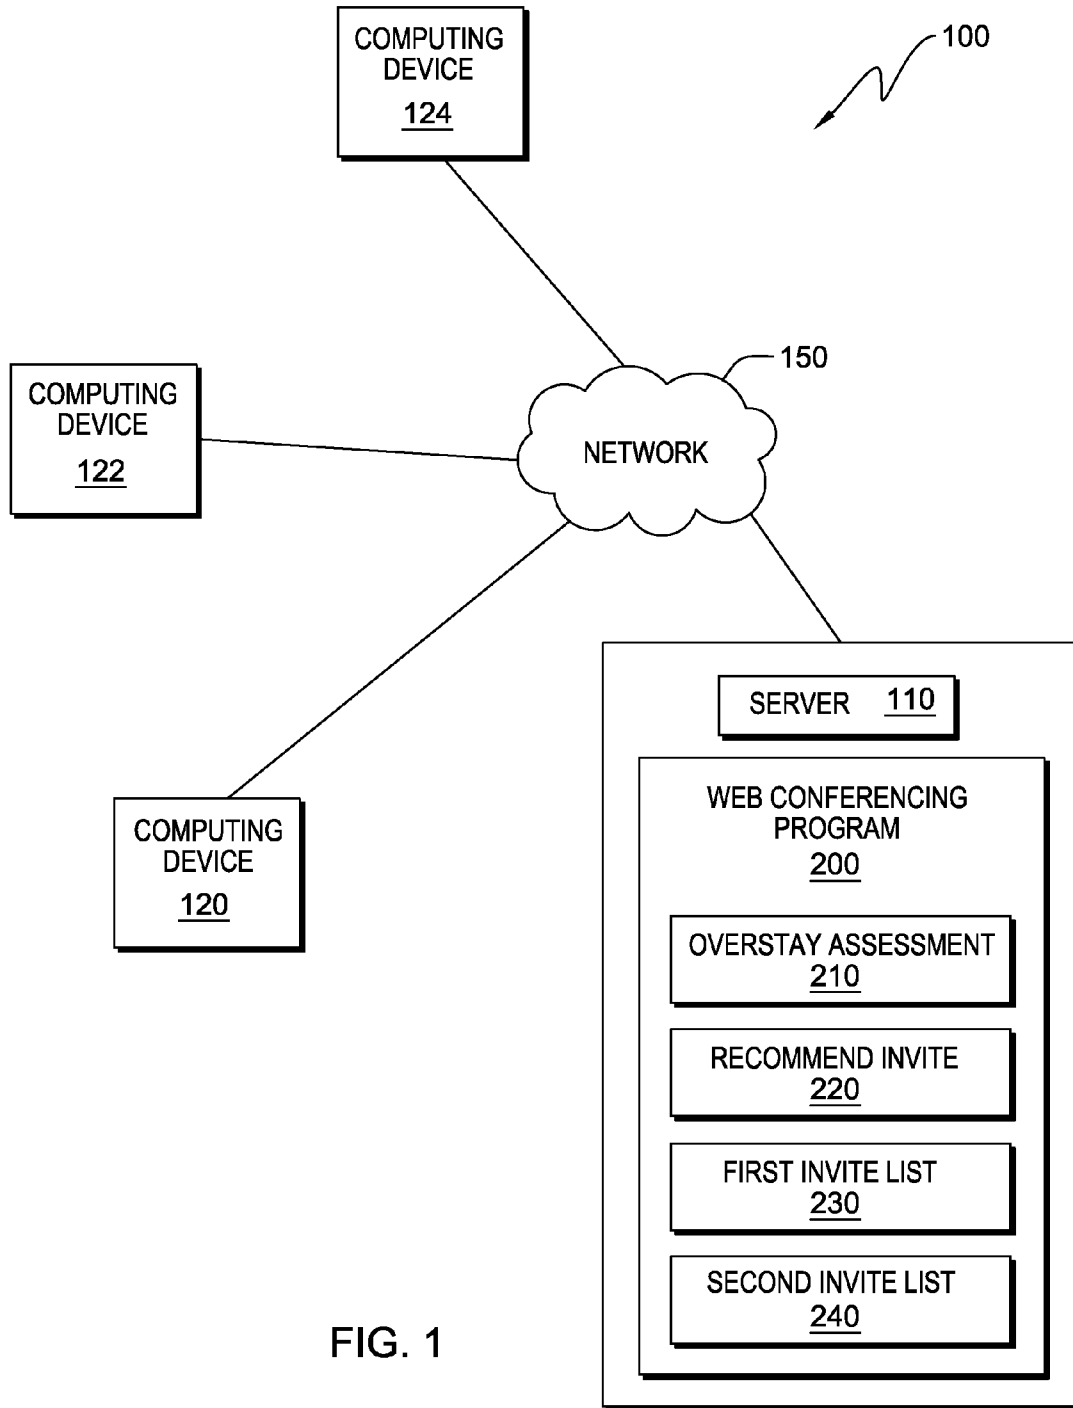 COMPUTING
DEVICE
124
100
150
COMPUTING
DEVICE
122
NETWORK
SERVER 110
WEB CONFERENCING
PROGRAM
200
COMPUTING
DEVICE
120
OVERSTAY ASSESSMENT
210
RECOMMEND INVITE
220
FIRST INVITE LIST
230
SECOND INVITE LIST
240
FIG. 1